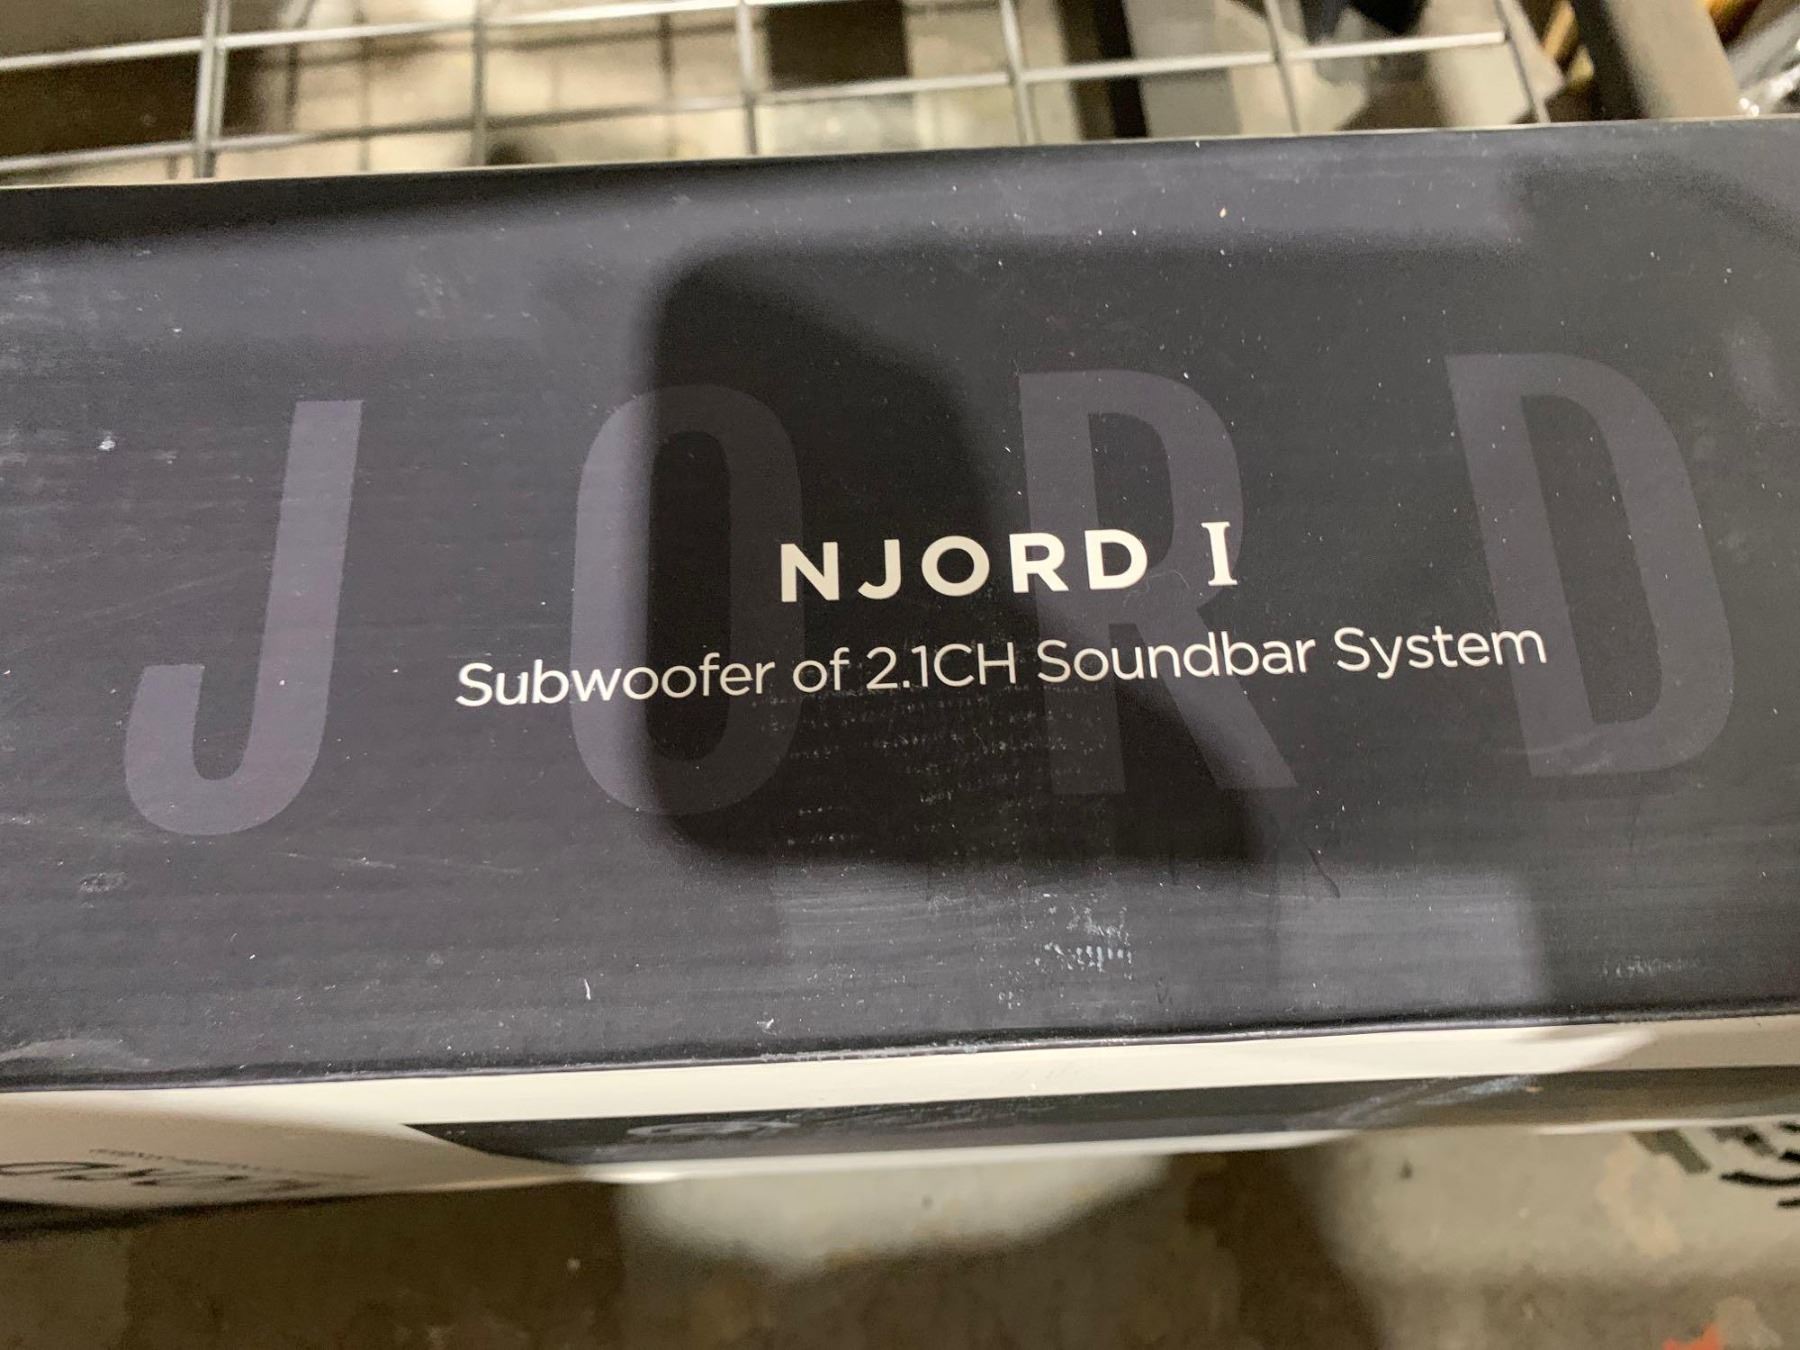 JORD
NJORD I
Subwoofer of 2.1CH Soundbar System